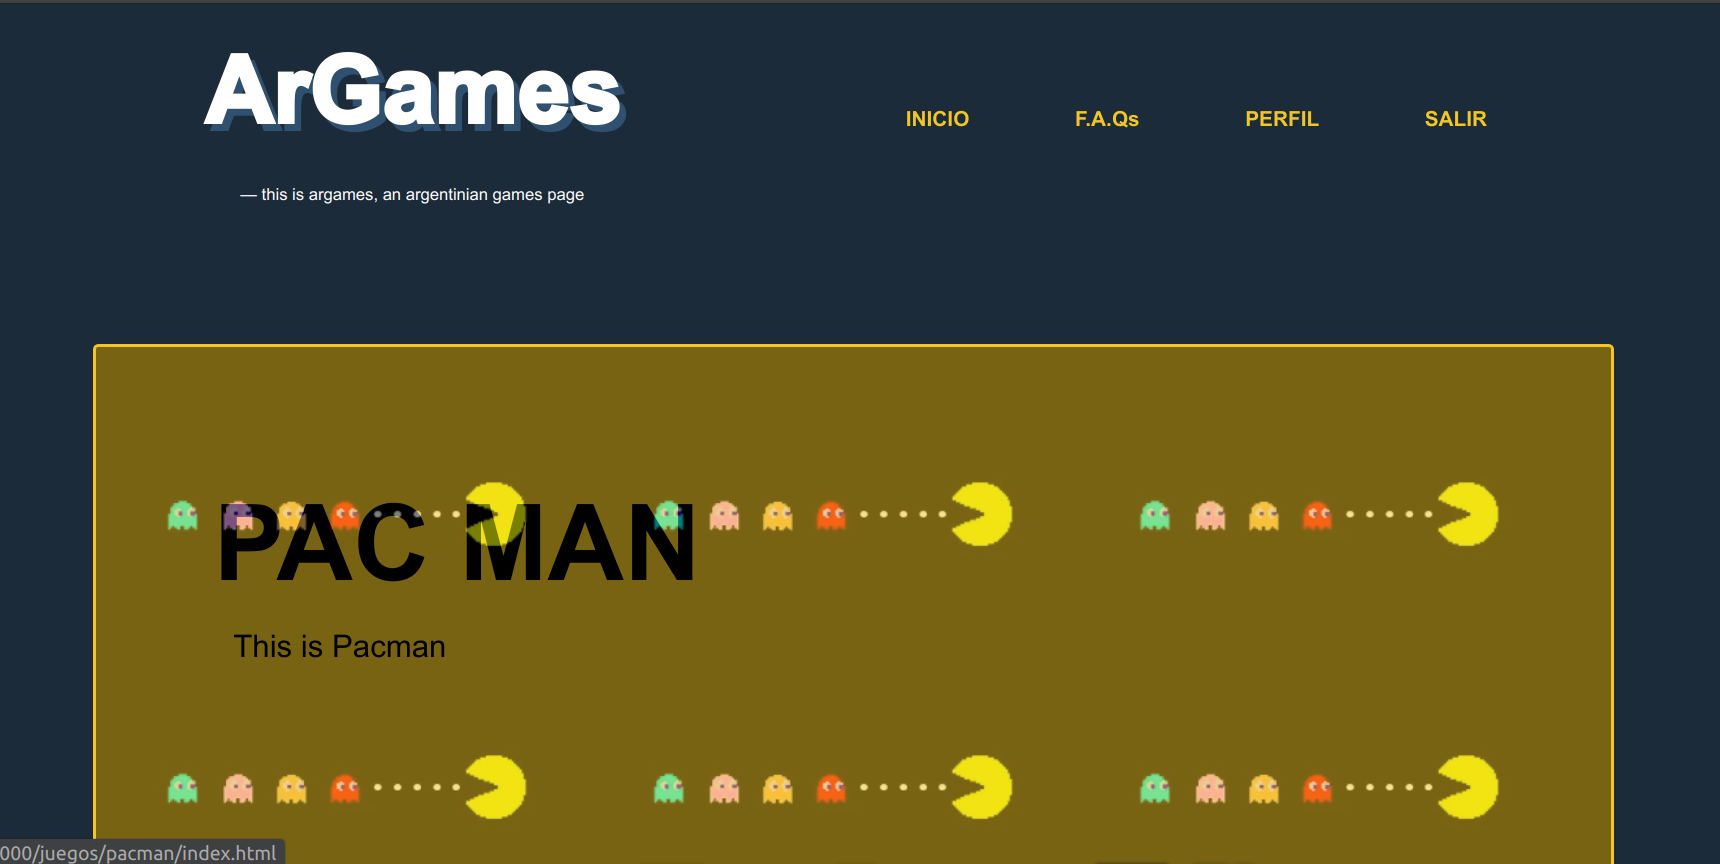 ArGames
INICIO F.A.Qs PERFIL SALIR
— this is argames, an argentinian games page
PAC MAN
This is Pacman
000/juegos/pacman/index.html